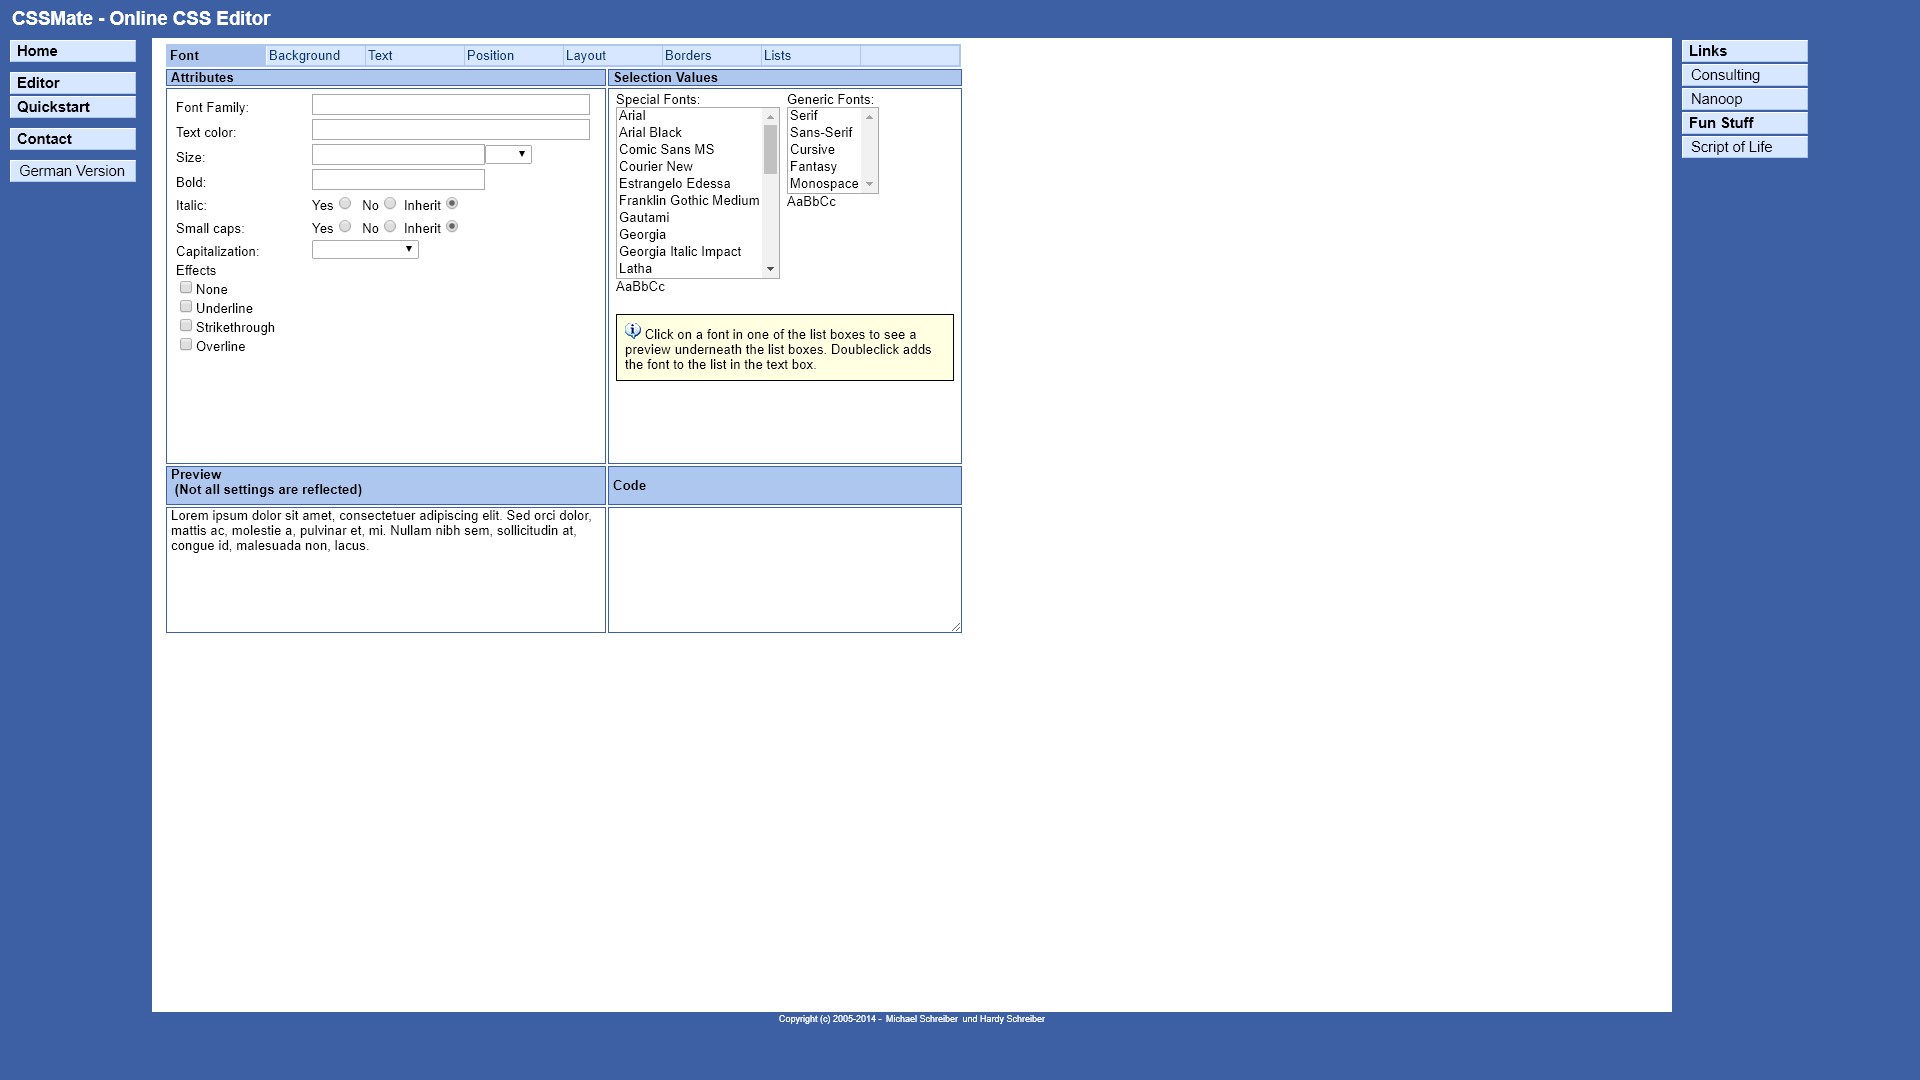 CSSMate - Online CSS Editor
Home
Editor
Quickstart
Contact
German Version
Font Background Text Position Layout Borders Lists
Attributes
Font Family:
Text color:
Size:
Bold:
Italic: Yes No Inherit
Small caps: Yes No Inherit
Capitalization:
Effects
None
Underline
Strikethrough
Overline
Selection Values
Special Fonts:
Arial
Arial Black
Comic Sans MS
Courier New
Estrangelo Edessa
Franklin Gothic Medium
Gautami
Georgia
Georgia Italic Impact
Latha
AaBbCc
Generic Fonts:
Serif
Sans-Serif
Cursive
Fantasy
Monospace
AaBbCc
Click on a font in one of the list boxes to see a
preview underneath the list boxes. Doubleclick adds
the font to the list in the text box.
Preview
(Not all settings are reflected)
Code
Lorem ipsum dolor sit amet, consectetuer adipiscing elit. Sed orci dolor,
mattis ac, molestie a, pulvinar et, mi. Nullam nibh sem, sollicitudin at,
congue id, malesuada non, lacus.
Links
Consulting
Nanoop
Fun Stuff
Script of Life
Copyright (c) 2005-2014 - Michael Schreiber und Hardy Schreiber